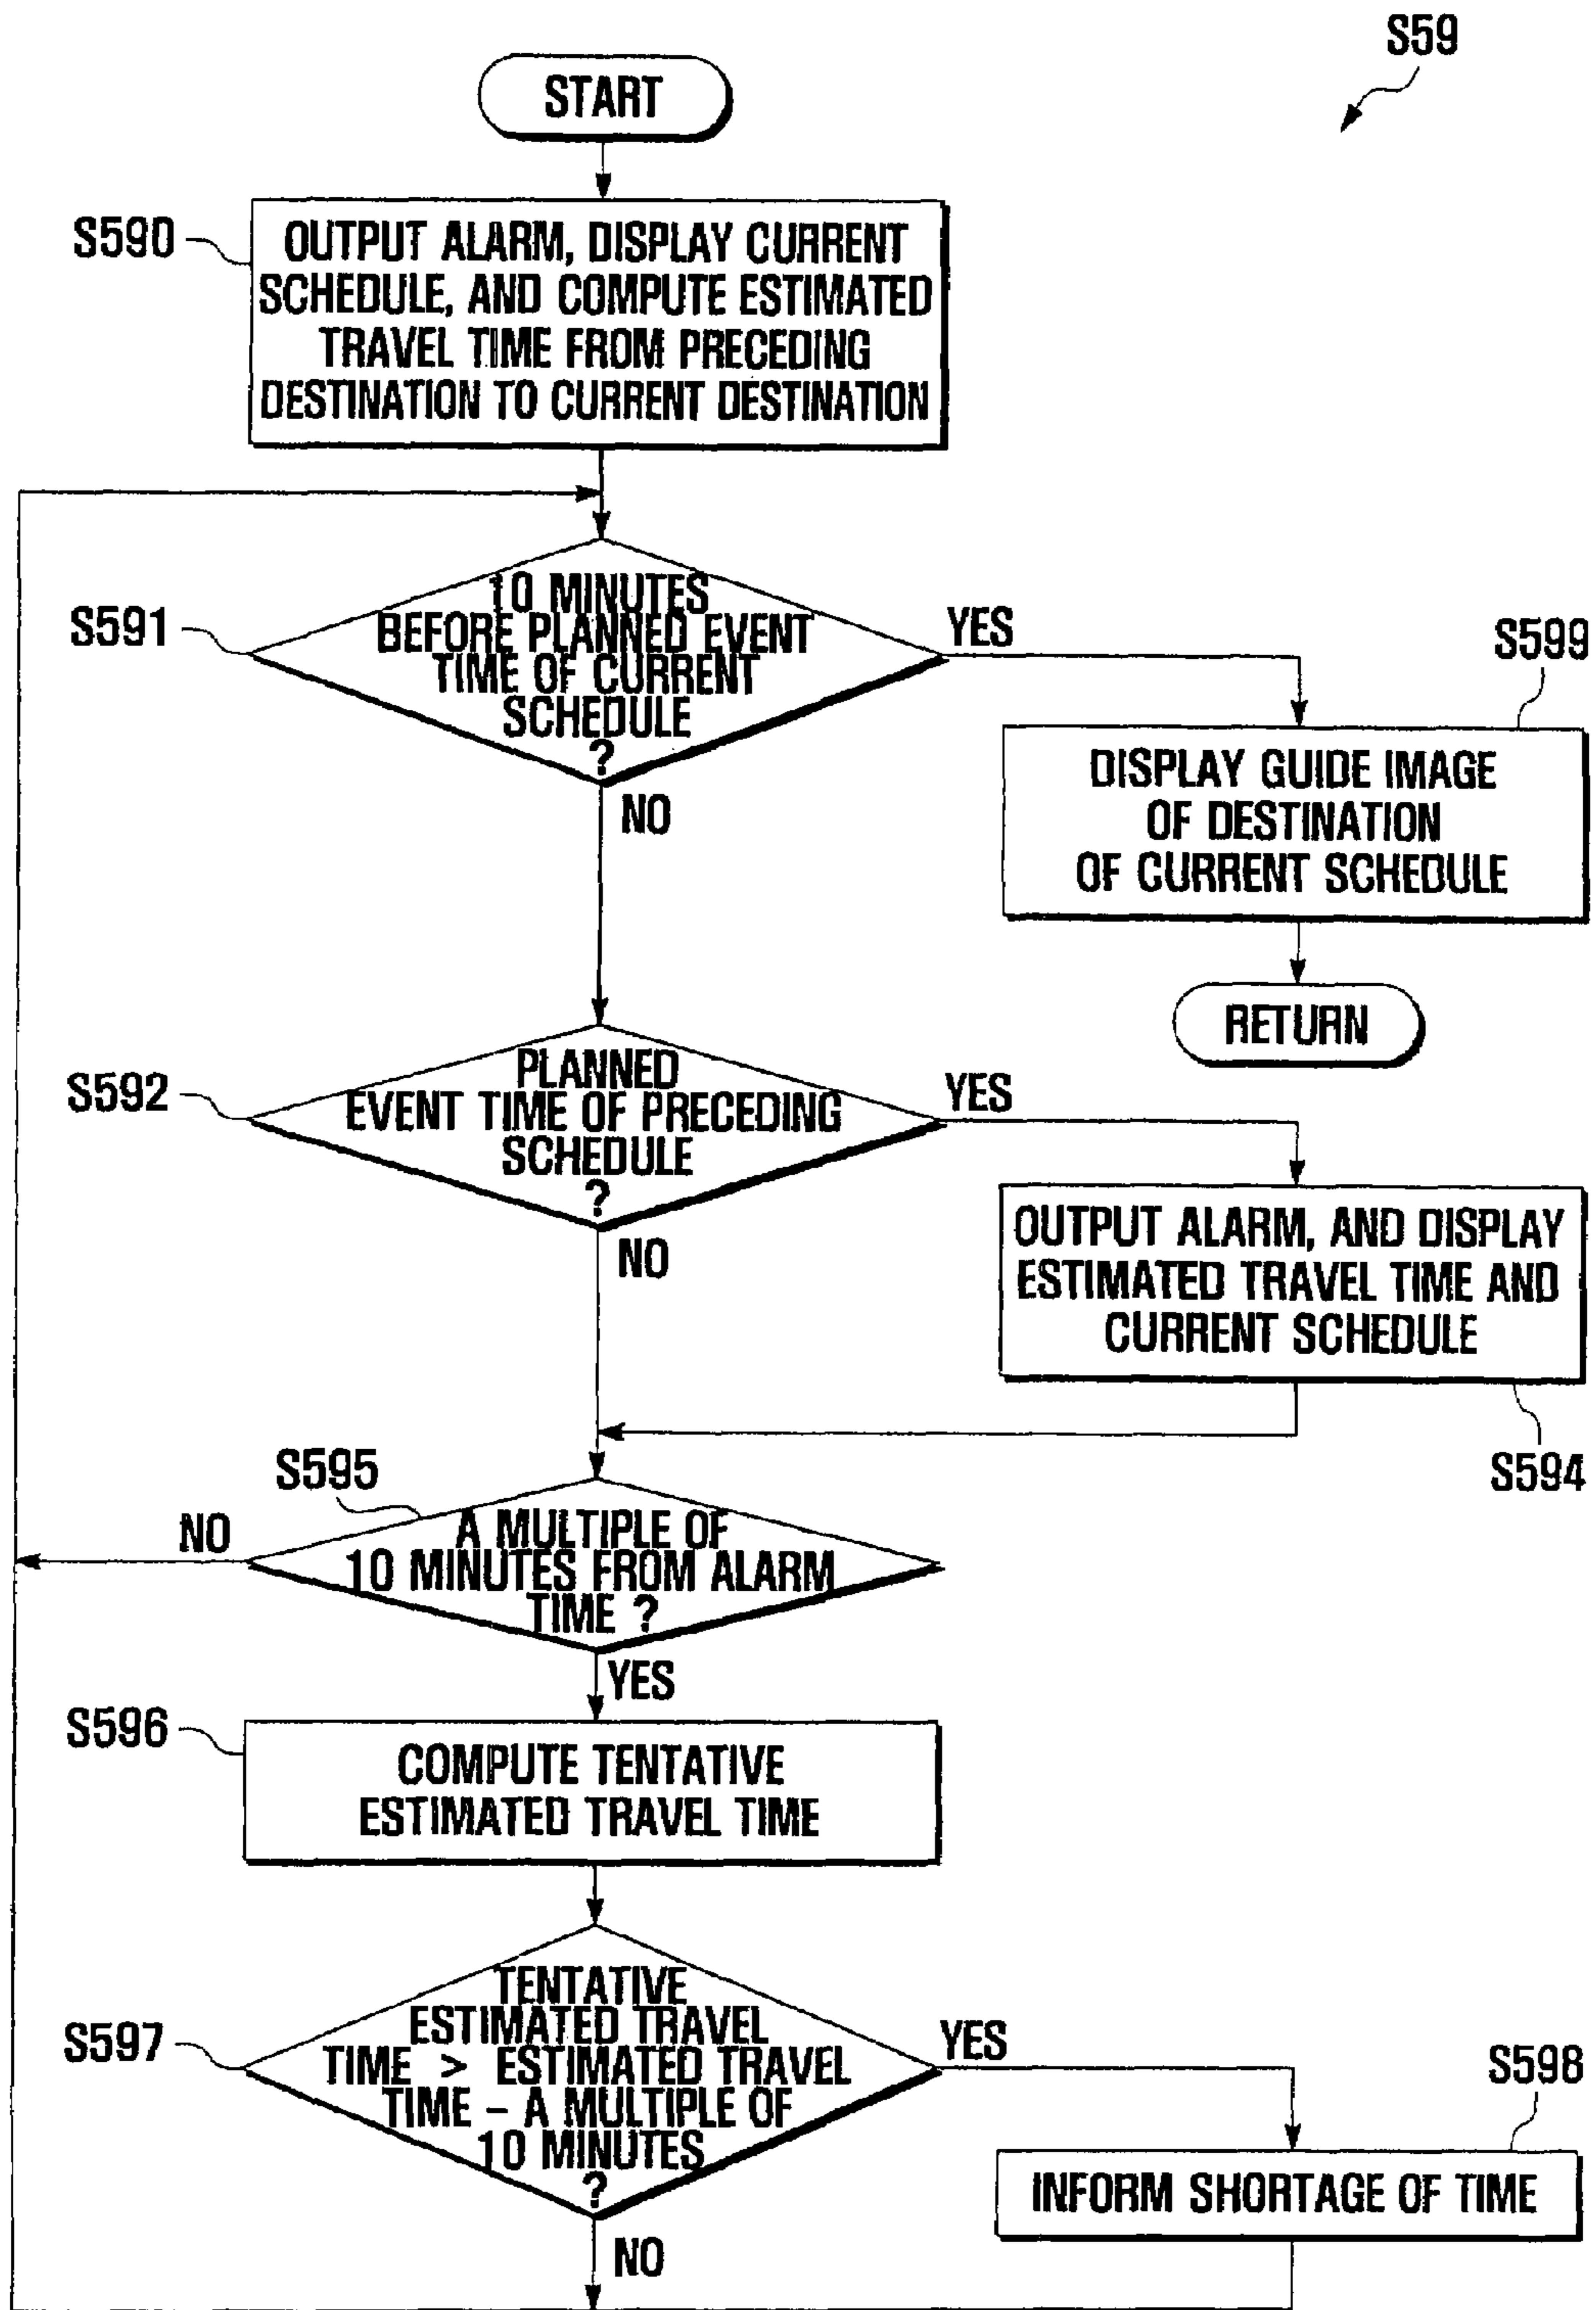 S59
START
S590
OUTPUT ALARM, DISPLAY CURRENT
SCHEDULE, AND COMPUTE ESTIMATED
TRAVEL TIME FROM PRECEDING
DESTINATION TO CURRENT DESTINATION
S591
10 MINUTES
BEFORE PLANNED EVENT
TIME OF CURRENT
SCHEDULE
?
YES
NO
S599
DISPLAY GUIDE IMAGE
OF DESTINATION
OF CURRENT SCHEDULE
RETURN
S592
PLANNED
EVENT TIME OF PRECEDING
SCHEDULE
?
YES
NO
OUTPUT ALARM, AND DISPLAY
ESTIMATED TRAVEL TIME AND
CURRENT SCHEDULE
S594
S595
A MULTIPLE OF
10 MINUTES FROM ALARM
TIME ?
NO
YES
S596
COMPUTE TENTATIVE
ESTIMATED TRAVEL TIME
S597
TENTATIVE
ESTIMATED TRAVEL
TIME > ESTIMATED TRAVEL
TIME – A MULTIPLE OF
10 MINUTES
?
YES
NO
S598
INFORM SHORTAGE OF TIME